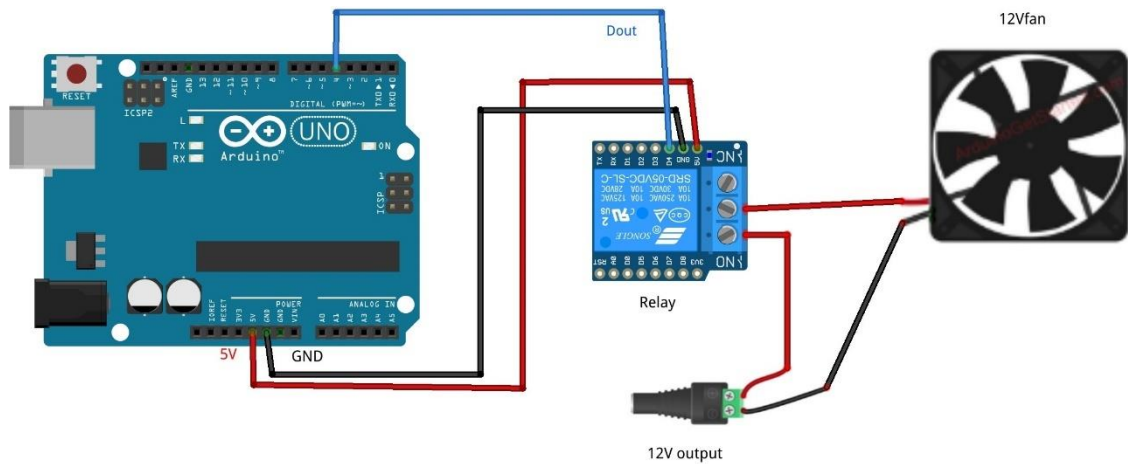 Dout
12Vfan
RESET
ICSP2
AREF
GND
13
12
~11
~10
~9
8
7
~6
~5
4
~3
2
TX0▶1
RX0◀0
DIGITAL (PWM~)
L
TX
RX
UNO
Arduino™
ON
ICSP
1
IOREF
RESET
3V3
5V
GND
GND
VIN
POWER
ANALOG IN
A0
A1
A2
A3
A4
A5
5V
GND
TX
RX
D1
D2
D3
D4
GND
5V
NC
SRD-05VDC-SL-C
10A 250VAC 10A 125VAC
10A 30VDC 10A 28VDC
SONGLE
®
NO
RST
A0
D0
D5
D6
D7
D8
3V3
Relay
12V output